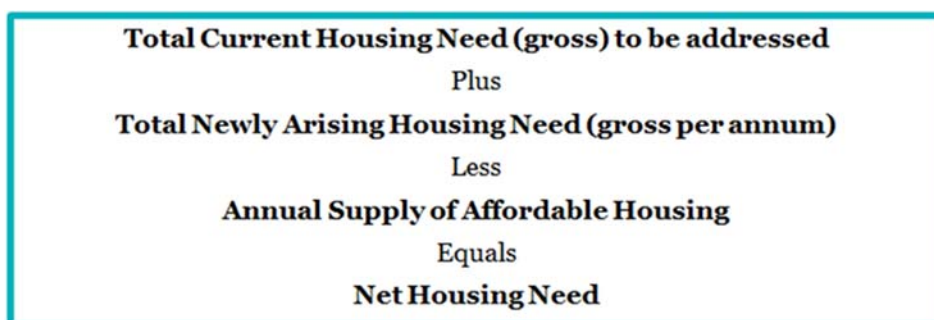 Total Current Housing Need (gross) to be addressed
Plus
Total Newly Arising Housing Need (gross per annum)
Less
Annual Supply of Affordable Housing
Equals
Net Housing Need